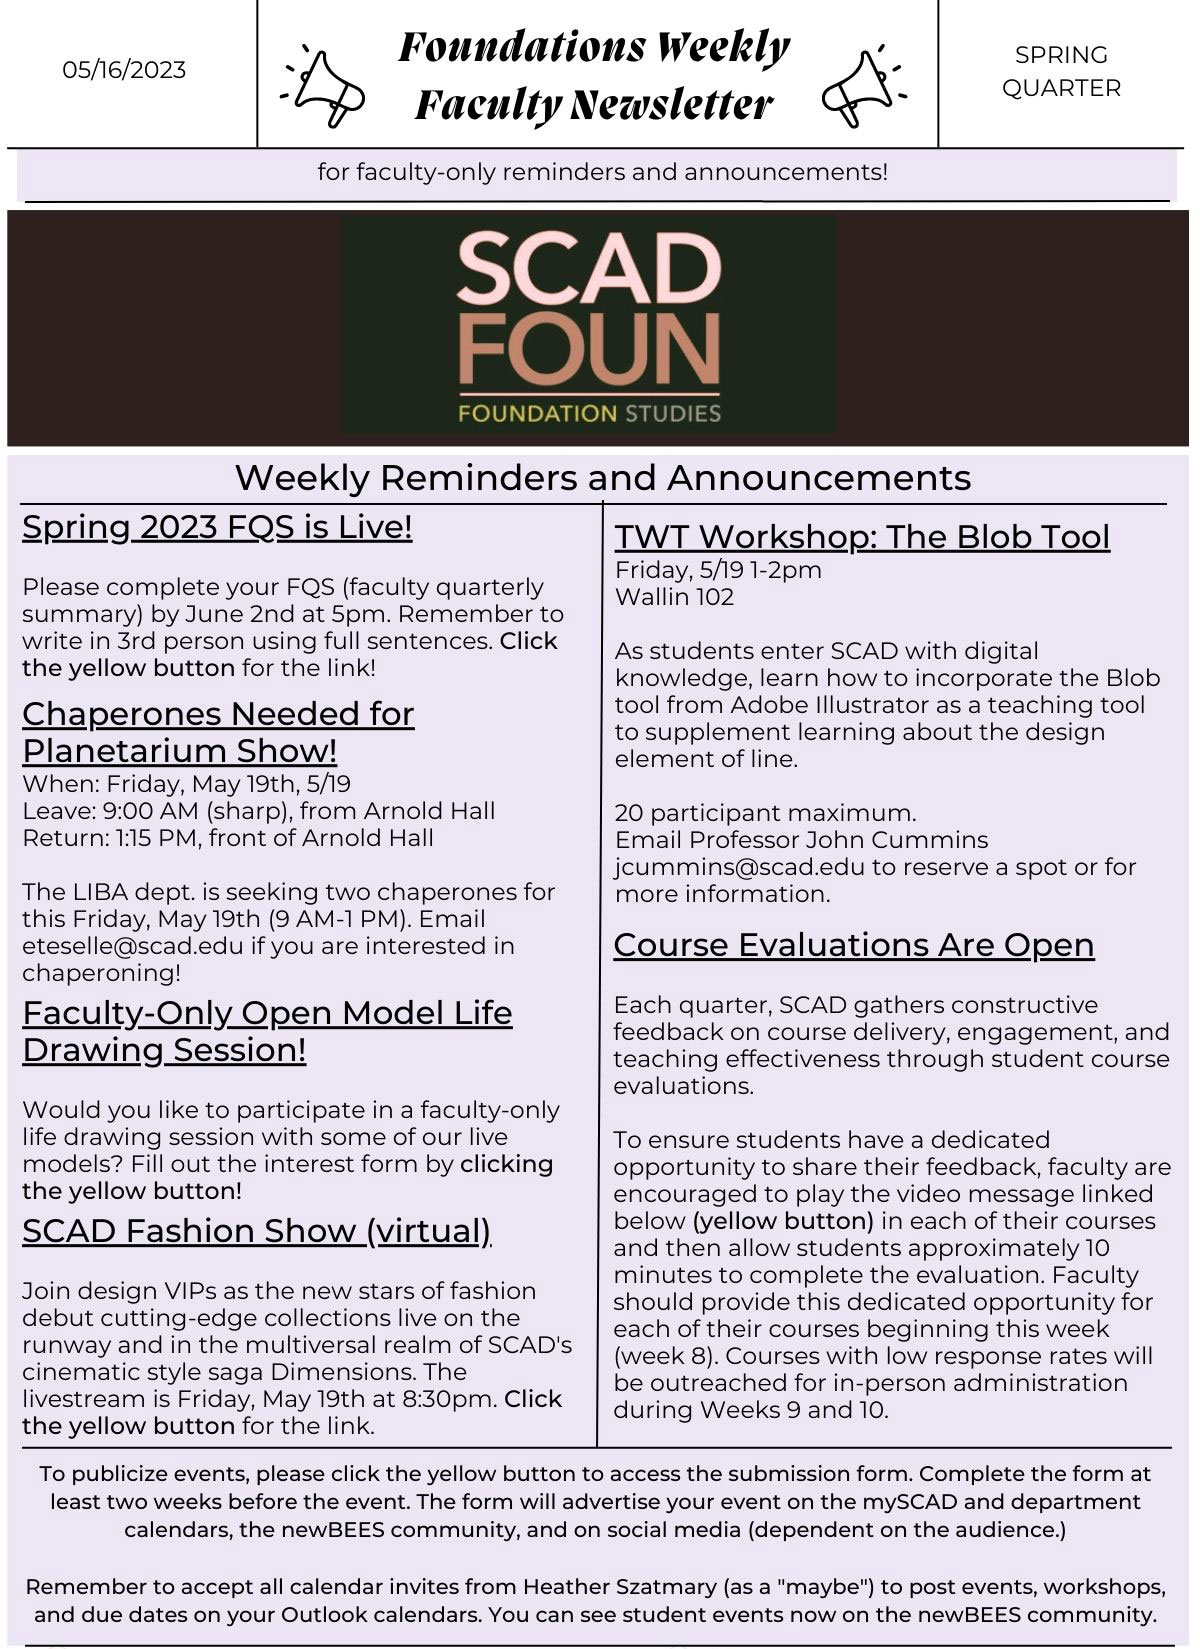 05/16/2023
Foundations Weekly
Faculty Newsletter
SPRING
QUARTER
for faculty-only reminders and announcements!
SCAD
FOUN
FOUNDATION STUDIES
Weekly Reminders and Announcements
Spring 2023 FQS is Live!
Please complete your FQS (faculty quarterly
summary) by June 2nd at 5pm. Remember to
write in 3rd person using full sentences. Click
the yellow button for the link!
Chaperones Needed for
Planetarium Show!
When: Friday, May 19th, 5/19
Leave: 9:00 AM (sharp), from Arnold Hall
Return: 1:15 PM, front of Arnold Hall
The LIBA dept. is seeking two chaperones for
this Friday, May 19th (9 AM-1 PM). Email
eteselle@scad.edu if you are interested in
chaperoning!
Faculty-Only Open Model Life
Drawing Session!
Would you like to participate in a faculty-only
life drawing session with some of our live
models? Fill out the interest form by clicking
the yellow button!
SCAD Fashion Show (virtual)
Join design VIPs as the new stars of fashion
debut cutting-edge collections live on the
runway and in the multiversal realm of SCAD's
cinematic style saga Dimensions. The
livestream is Friday, May 19th at 8:30pm. Click
the yellow button for the link.
TWT Workshop: The Blob Tool
Friday, 5/19 1-2pm
Wallin 102
As students enter SCAD with digital
knowledge, learn how to incorporate the Blob
tool from Adobe Illustrator as a teaching tool
to supplement learning about the design
element of line.
20 participant maximum.
Email Professor John Cummins
jcummins@scad.edu to reserve a spot or for
more information.
Course Evaluations Are Open
Each quarter, SCAD gathers constructive
feedback on course delivery, engagement, and
teaching effectiveness through student course
evaluations.
To ensure students have a dedicated
opportunity to share their feedback, faculty are
encouraged to play the video message linked
below (yellow button) in each of their courses
and then allow students approximately 10
minutes to complete the evaluation. Faculty
should provide this dedicated opportunity for
each of their courses beginning this week
(week 8). Courses with low response rates will
be outreached for in-person administration
during Weeks 9 and 10.
To publicize events, please click the yellow button to access the submission form. Complete the form at
least two weeks before the event. The form will advertise your event on the mySCAD and department
calendars, the newBEES community, and on social media (dependent on the audience.)
Remember to accept all calendar invites from Heather Szatmary (as a "maybe") to post events, workshops,
and due dates on your Outlook calendars. You can see student events now on the newBEES community.